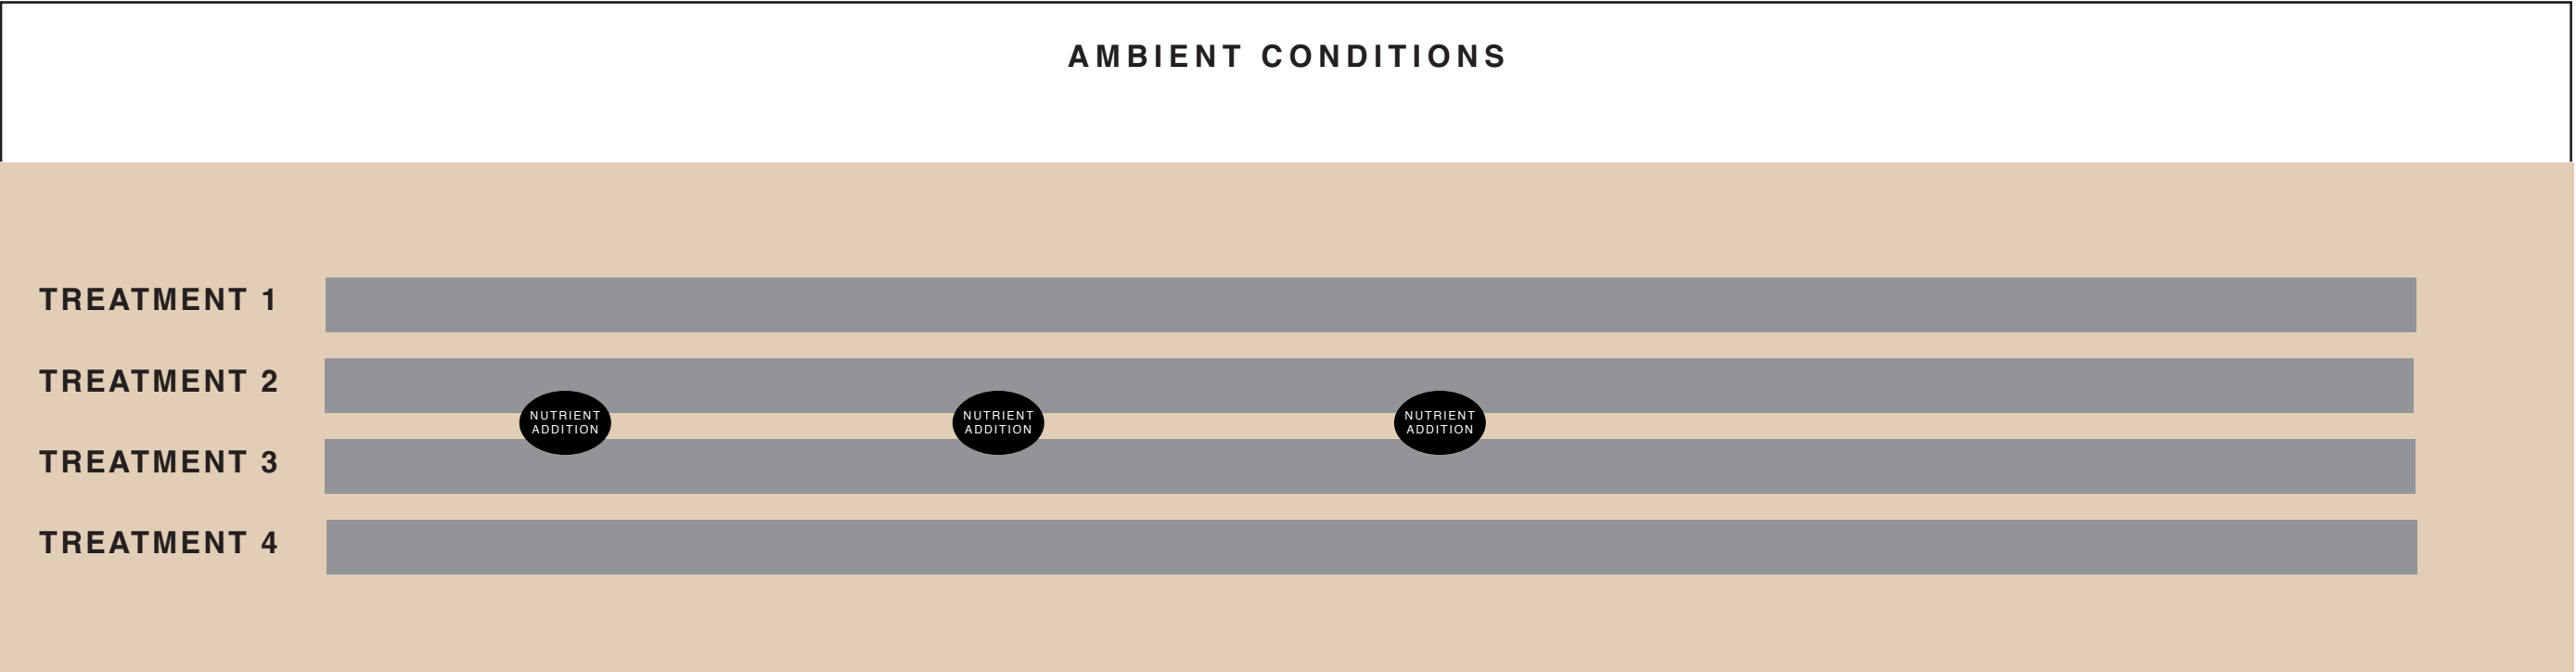 AMBIENT CONDITIONS
TREATMENT 1
TREATMENT 2
NUTRIENT
ADDITION
NUTRIENT
ADDITION
NUTRIENT
ADDITION
TREATMENT 3
TREATMENT 4